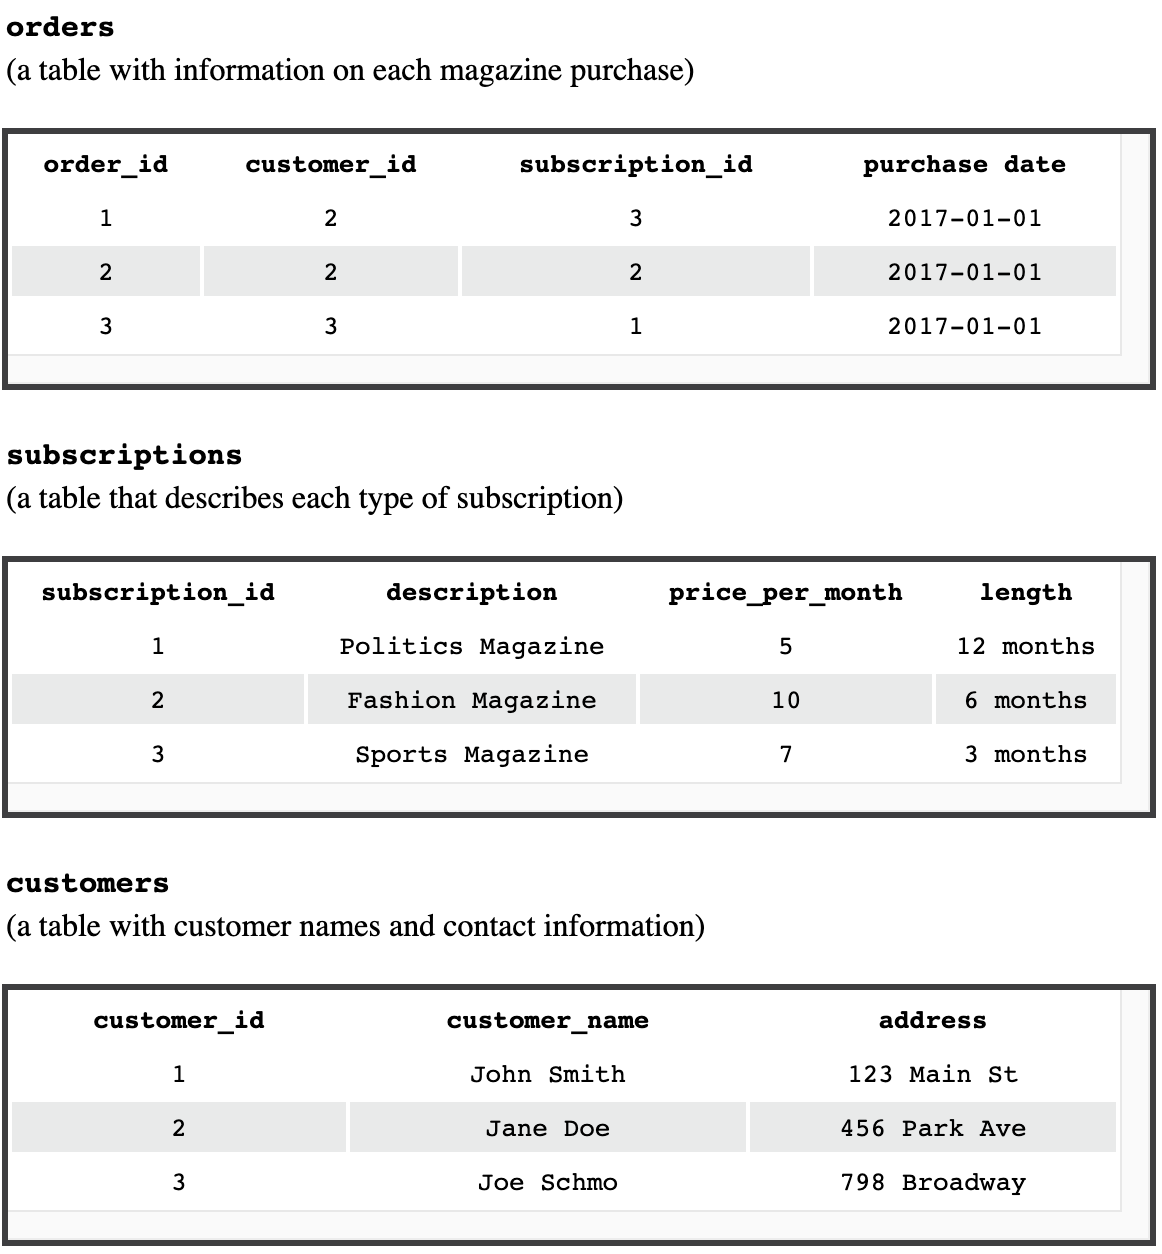 orders
(a table with information on each magazine purchase)
order_id customer_id subscription_id purchase date
1 2 3 2017-01-01
2 2 2 2017-01-01
3 3 1 2017-01-01
subscriptions
(a table that describes each type of subscription)
subscription_id description price_per_month length
1 Politics Magazine 5 12 months
2 Fashion Magazine 10 6 months
3 Sports Magazine 7 3 months
customers
(a table with customer names and contact information)
customer_id customer_name address
1 John Smith 123 Main St
2 Jane Doe 456 Park Ave
3 Joe Schmo 798 Broadway